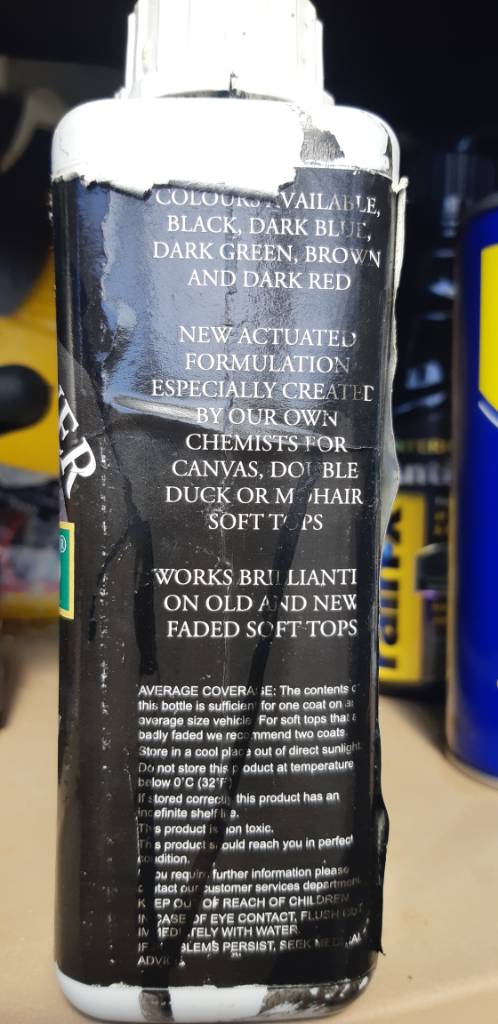 COLOURS AVAILABLE,
BLACK, DARK BLUE,
DARK GREEN, BROWN
AND DARK RED
NEW ACTUATED
FORMULATION
ESPECIALLY CREATED
BY OUR OWN
CHEMISTS FOR
CANVAS, DOUBLE
DUCK OR MOHAIR
SOFT TOPS
WORKS BRILLIANTL
ON OLD AND NEW
FADED SOFT TOPS
AVERAGE COVERAGE: The contents o
this bottle is sufficient for one coat on a
average size vehicle. For soft tops that a
badly faded we recommend two coats.
Store in a cool place out of direct sunlight.
Do not store this product at temperature
below 0°C (32°F)
If stored correctly this product has an
indefinite shelf life.
This product is non toxic.
This product should reach you in perfect
condition.
If you require further information please
contact our customer services department
KEEP OUT OF REACH OF CHILDREN
IN CASE OF EYE CONTACT, FLUSH OUT
IMMEDIATELY WITH WATER.
IF PROBLEMS PERSIST, SEEK MEDICAL
ADVICE
ER
®
rainx